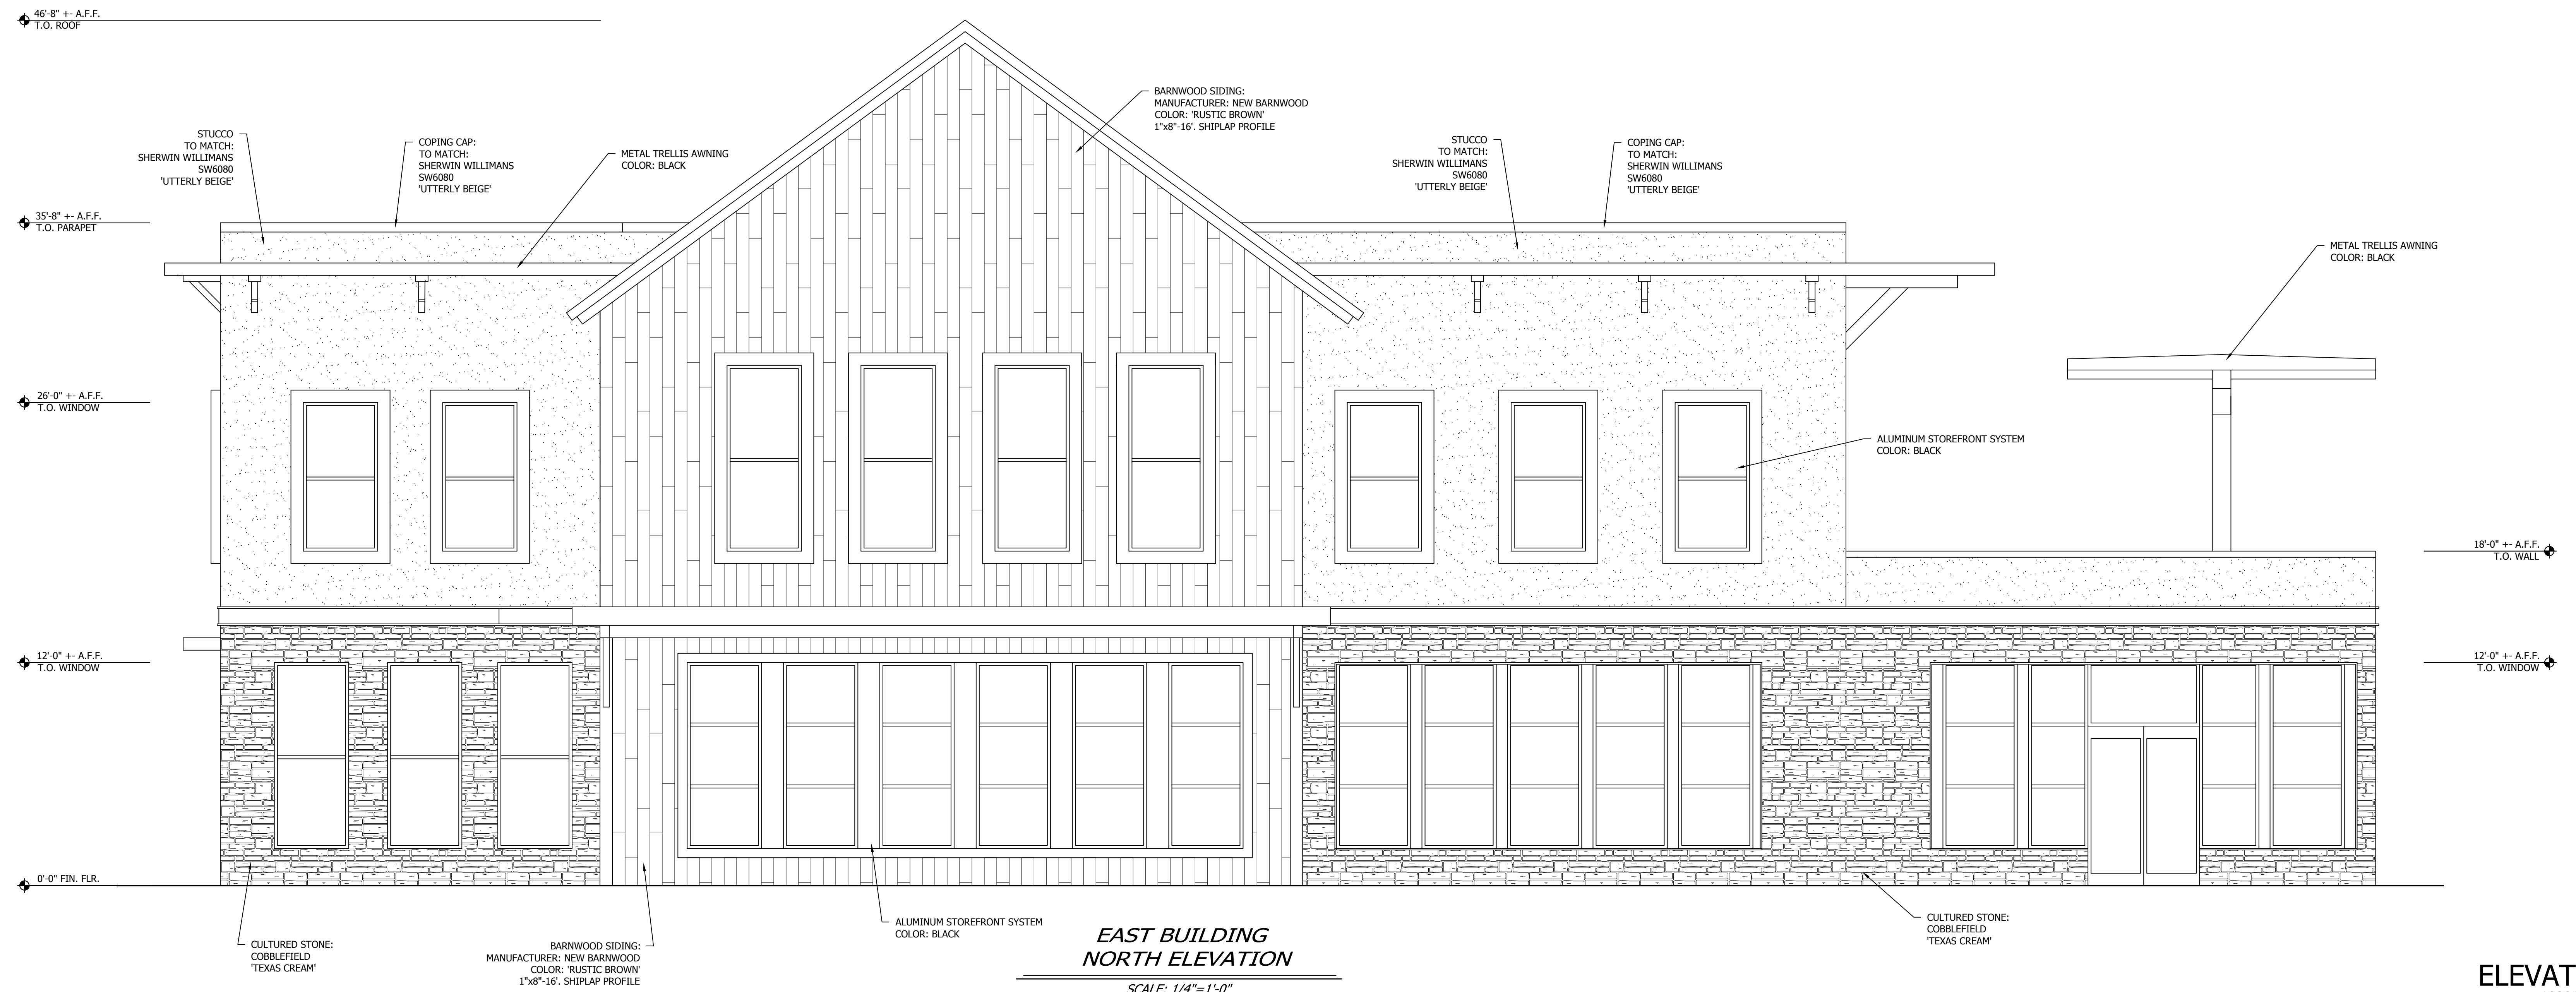 46'-8" +- A.F.F.
T.O. ROOF
BARNWOOD SIDING:
MANUFACTURER: NEW BARNWOOD
COLOR: 'RUSTIC BROWN'
1"x8"-16'. SHIPLAP PROFILE
STUCCO
TO MATCH:
SHERWIN WILLIMANS
SW6080
'UTTERLY BEIGE'
COPING CAP:
TO MATCH:
SHERWIN WILLIMANS
SW6080
'UTTERLY BEIGE'
METAL TRELLIS AWNING
COLOR: BLACK
STUCCO
TO MATCH:
SHERWIN WILLIMANS
SW6080
'UTTERLY BEIGE'
COPING CAP:
TO MATCH:
SHERWIN WILLIMANS
SW6080
'UTTERLY BEIGE'
35'-8" +- A.F.F.
T.O. PARAPET
METAL TRELLIS AWNING
COLOR: BLACK
26'-0" +- A.F.F.
T.O. WINDOW
ALUMINUM STOREFRONT SYSTEM
COLOR: BLACK
18'-0" +- A.F.F.
T.O. WALL
12'-0" +- A.F.F.
T.O. WINDOW
12'-0" +- A.F.F.
T.O. WINDOW
0'-0" FIN. FLR.
CULTURED STONE:
COBBLEFIELD
'TEXAS CREAM'
BARNWOOD SIDING:
MANUFACTURER: NEW BARNWOOD
COLOR: 'RUSTIC BROWN'
1"x8"-16'. SHIPLAP PROFILE
ALUMINUM STOREFRONT SYSTEM
COLOR: BLACK
EAST BUILDING
NORTH ELEVATION
SCALE: 1/4"=1'-0"
CULTURED STONE:
COBBLEFIELD
'TEXAS CREAM'
ELEVAT